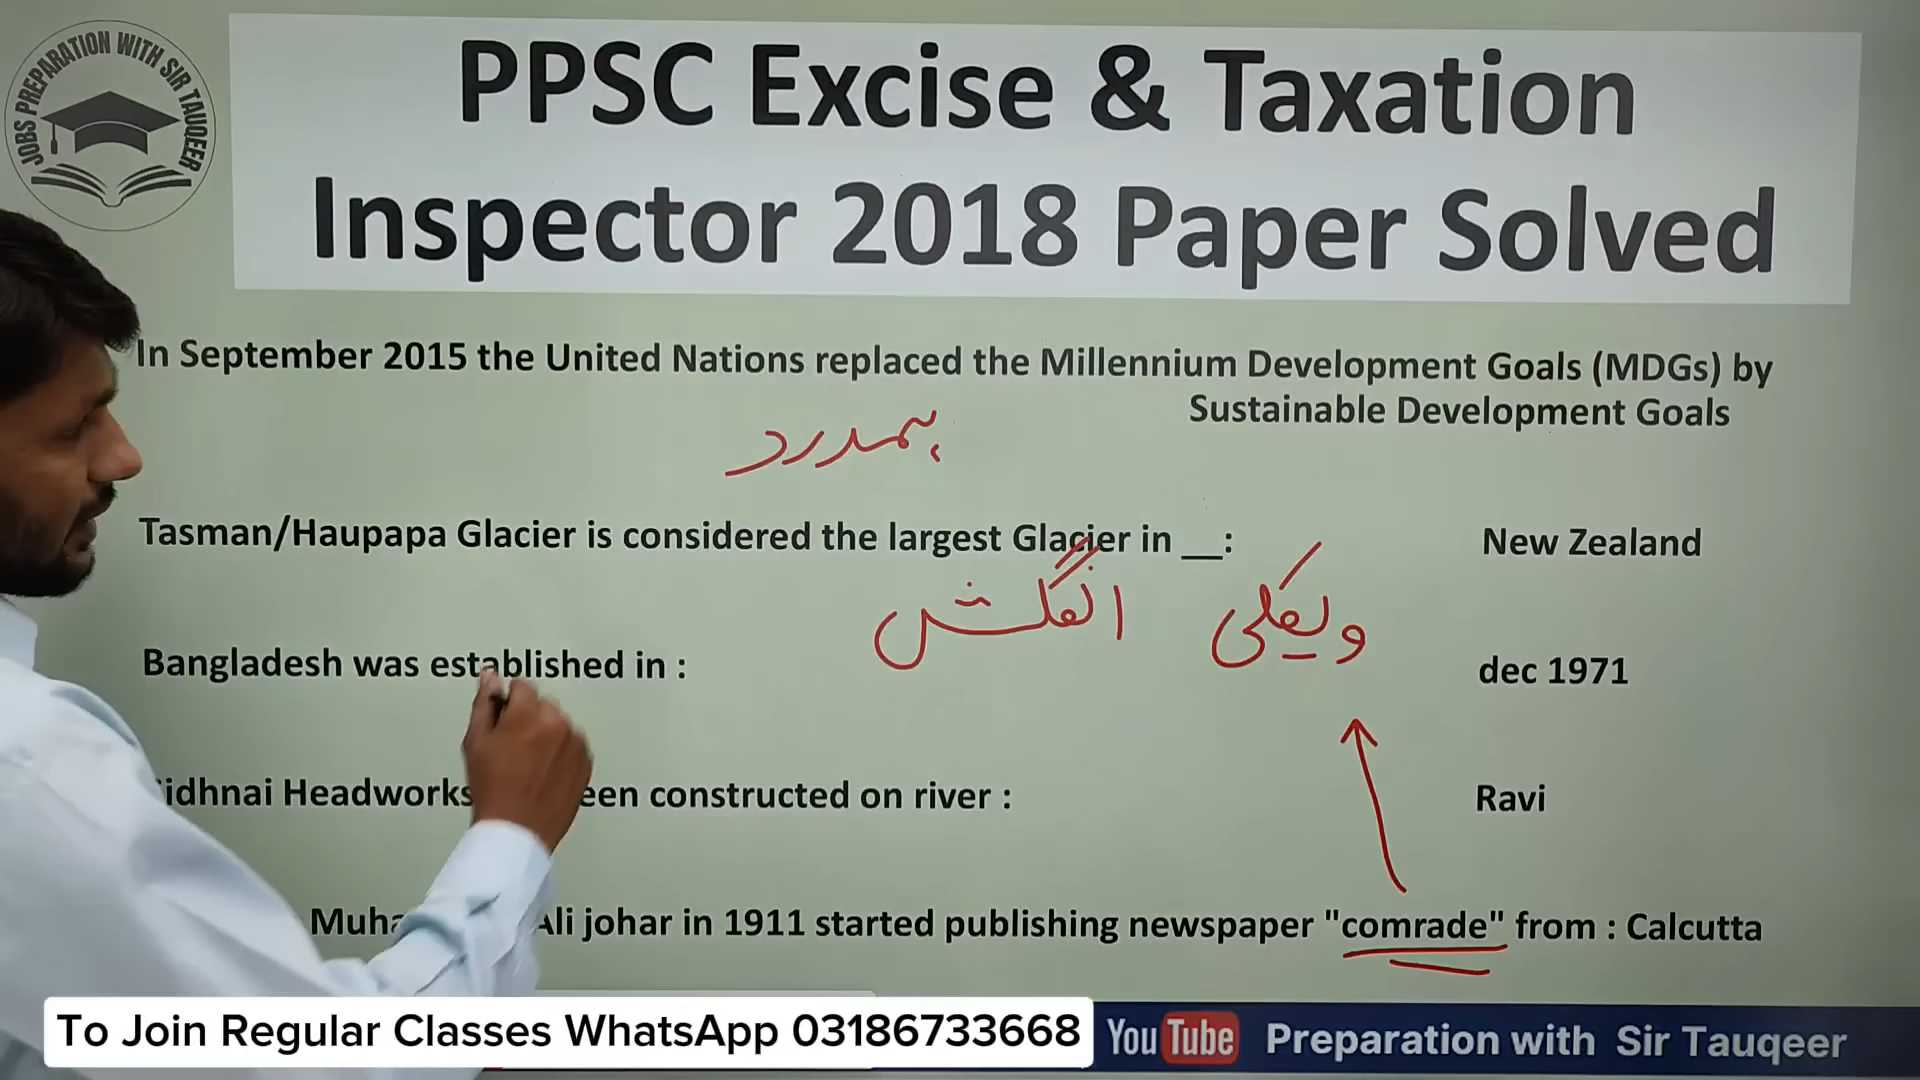 JOBS PREPARATION WITH SIR TAUQEER
PPSC Excise & Taxation
Inspector 2018 Paper Solved
In September 2015 the United Nations replaced the Millennium Development Goals (MDGs) by
Sustainable Development Goals
ہمدرد
Tasman/Haupapa Glacier is considered the largest Glacier in __: New Zealand
ویکلی انگلش
Bangladesh was established in : dec 1971
idhnai Headworks een constructed on river : Ravi
Muha Ali johar in 1911 started publishing newspaper "comrade" from : Calcutta
To Join Regular Classes WhatsApp 03186733668
YouTube Preparation with Sir Tauqeer